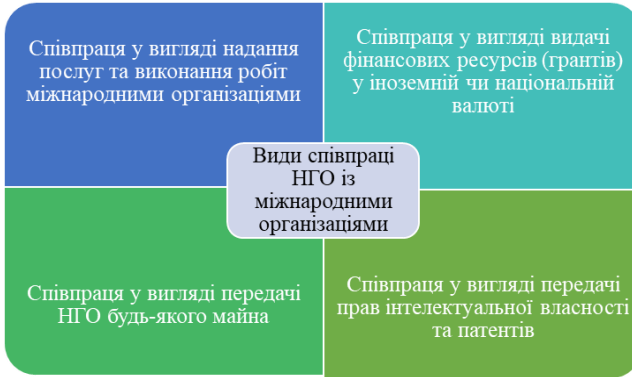 Співпраця у вигляді надання
послуг та виконання робіт
міжнародними організаціями
Співпраця у вигляді видачі
фінансових ресурсів (грантів)
у іноземній чи національній
валюті
Види співпраці
НГО із
міжнародними
організаціями
Співпраця у вигляді передачі
НГО будь-якого майна
Співпраця у вигляді передачі
прав інтелектуальної власності
та патентів